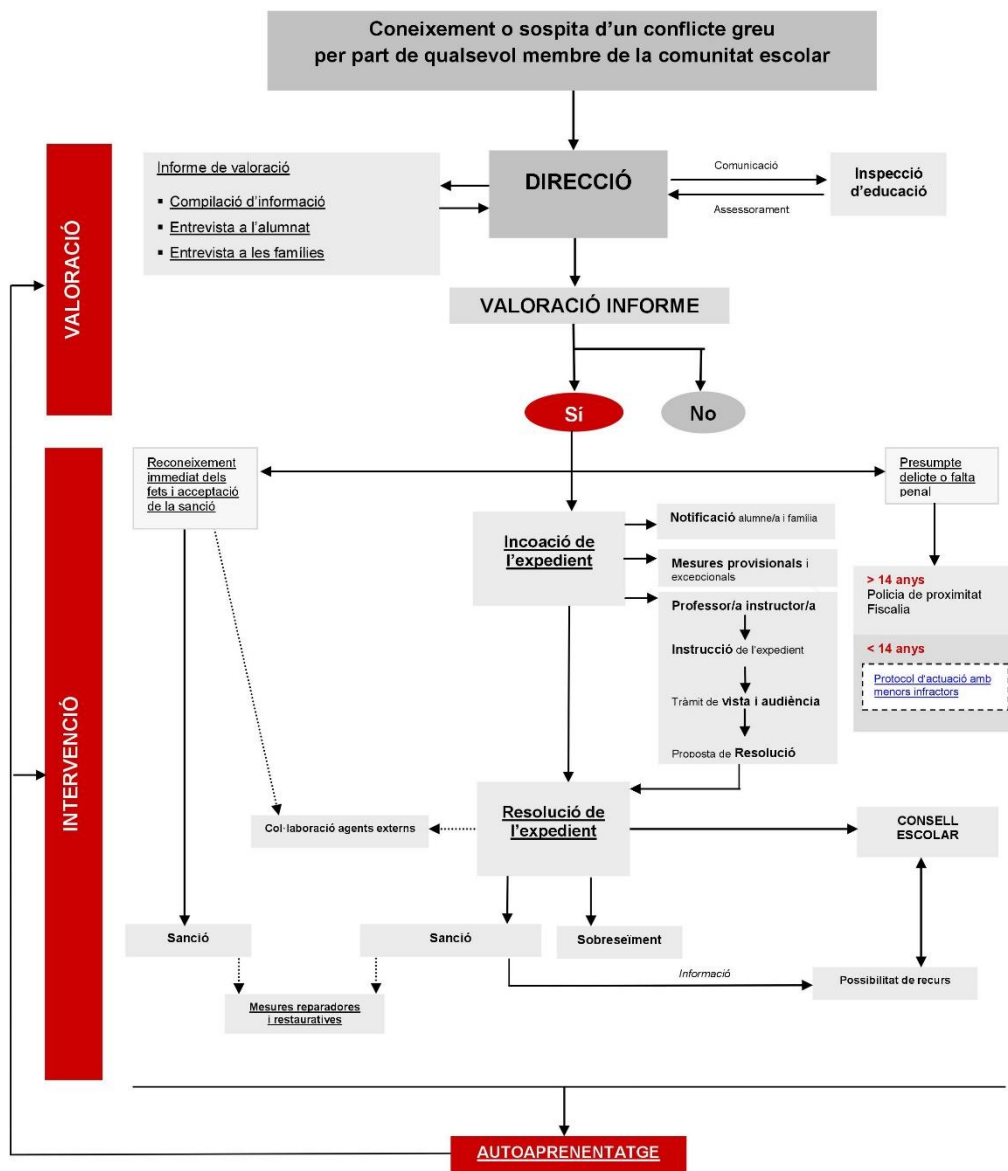 Coneixement o sospita d'un conflicte greu
per part de qualsevol membre de la comunitat escolar
VALORACIÓ
Informe de valoració
▪ Compilació d'informació
▪ Entrevista a l'alumnat
▪ Entrevista a les famílies
DIRECCIÓ
Comunicació
Assessorament
Inspecció
d'educació
VALORACIÓ INFORME
Sí
No
INTERVENCIÓ
Reconeixement
immediat dels
fets i acceptació
de la sanció
Presumpte
delicte o falta
penal
Incoació de
l'expedient
Notificació alumne/a i família
Mesures provisionals i
excepcionals
Professor/a instructor/a
Instrucció de l'expedient
Tràmit de vista i audiència
Proposta de Resolució
> 14 anys
Policia de proximitat
Fiscalia
< 14 anys
Protocol d'actuació amb
menors infractors
Resolució de
l'expedient
Col·laboració agents externs
CONSELL
ESCOLAR
Sanció
Sanció
Sobreseïment
Informació
Possibilitat de recurs
Mesures reparadores
i restauratives
AUTOAPRENENTATGE